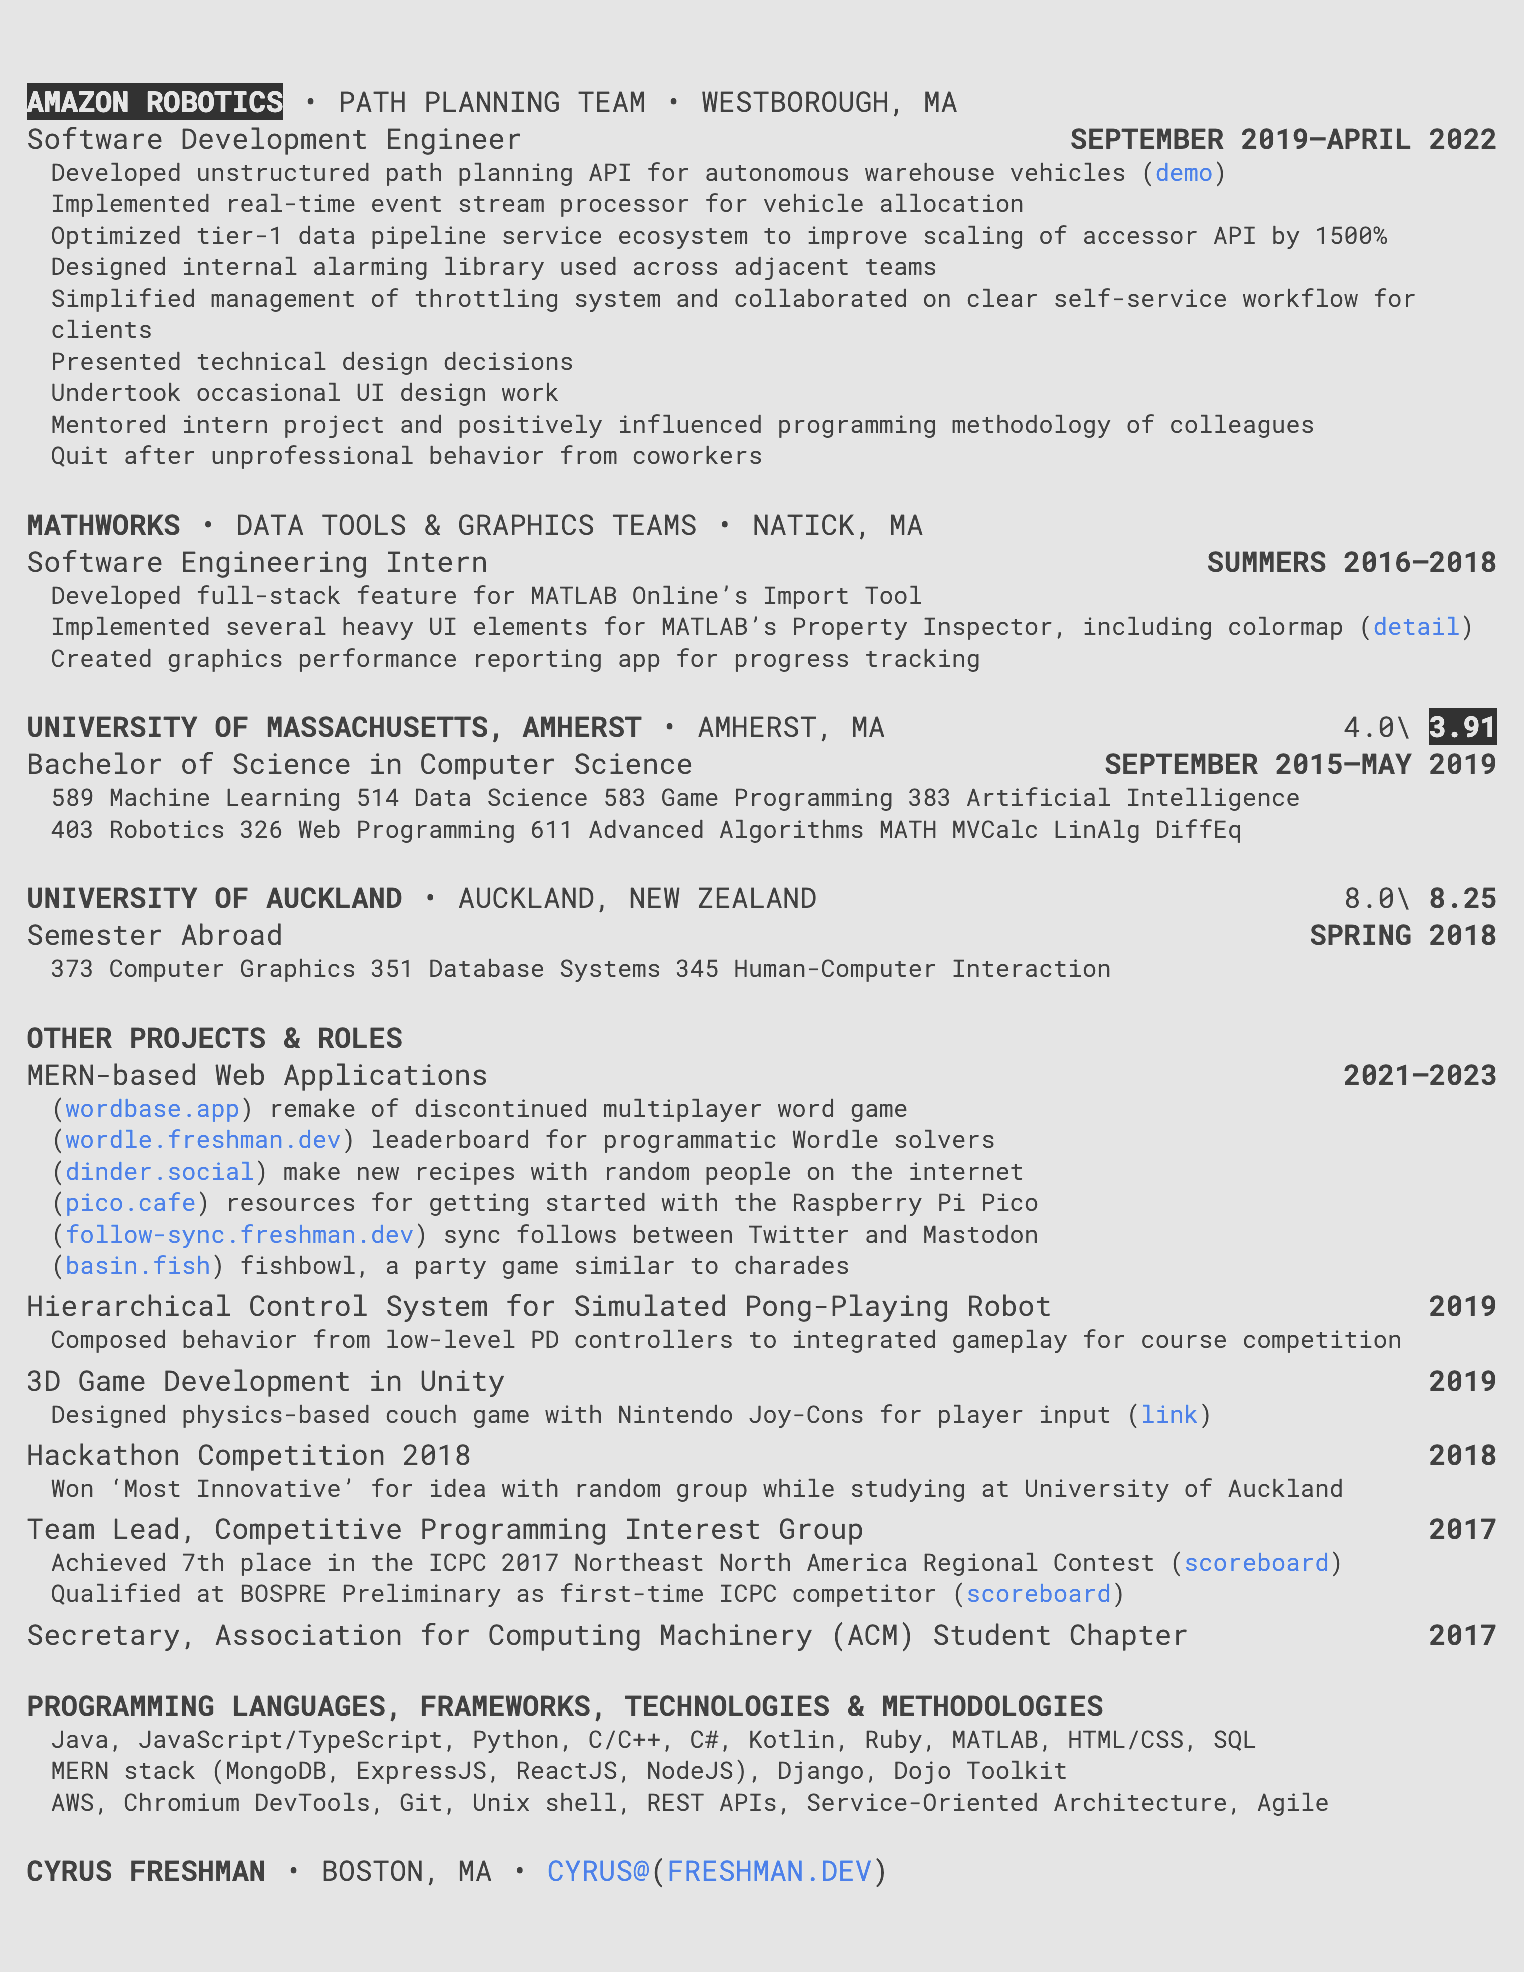 AMAZON ROBOTICS • PATH PLANNING TEAM • WESTBOROUGH, MA
Software Development Engineer SEPTEMBER 2019–APRIL 2022
Developed unstructured path planning API for autonomous warehouse vehicles (demo)
Implemented real-time event stream processor for vehicle allocation
Optimized tier-1 data pipeline service ecosystem to improve scaling of accessor API by 1500%
Designed internal alarming library used across adjacent teams
Simplified management of throttling system and collaborated on clear self-service workflow for
clients
Presented technical design decisions
Undertook occasional UI design work
Mentored intern project and positively influenced programming methodology of colleagues
Quit after unprofessional behavior from coworkers
MATHWORKS • DATA TOOLS & GRAPHICS TEAMS • NATICK, MA
Software Engineering Intern SUMMERS 2016–2018
Developed full-stack feature for MATLAB Online’s Import Tool
Implemented several heavy UI elements for MATLAB’s Property Inspector, including colormap (detail)
Created graphics performance reporting app for progress tracking
UNIVERSITY OF MASSACHUSETTS, AMHERST • AMHERST, MA 4.0\ 3.91
Bachelor of Science in Computer Science SEPTEMBER 2015–MAY 2019
589 Machine Learning 514 Data Science 583 Game Programming 383 Artificial Intelligence
403 Robotics 326 Web Programming 611 Advanced Algorithms MATH MVCalc LinAlg DiffEq
UNIVERSITY OF AUCKLAND • AUCKLAND, NEW ZEALAND 8.0\ 8.25
Semester Abroad SPRING 2018
373 Computer Graphics 351 Database Systems 345 Human-Computer Interaction
OTHER PROJECTS & ROLES
MERN-based Web Applications 2021–2023
(wordbase.app) remake of discontinued multiplayer word game
(wordle.freshman.dev) leaderboard for programmatic Wordle solvers
(dinder.social) make new recipes with random people on the internet
(pico.cafe) resources for getting started with the Raspberry Pi Pico
(follow-sync.freshman.dev) sync follows between Twitter and Mastodon
(basin.fish) fishbowl, a party game similar to charades
Hierarchical Control System for Simulated Pong-Playing Robot 2019
Composed behavior from low-level PD controllers to integrated gameplay for course competition
3D Game Development in Unity 2019
Designed physics-based couch game with Nintendo Joy-Cons for player input (link)
Hackathon Competition 2018 2018
Won ‘Most Innovative’ for idea with random group while studying at University of Auckland
Team Lead, Competitive Programming Interest Group 2017
Achieved 7th place in the ICPC 2017 Northeast North America Regional Contest (scoreboard)
Qualified at BOSPRE Preliminary as first-time ICPC competitor (scoreboard)
Secretary, Association for Computing Machinery (ACM) Student Chapter 2017
PROGRAMMING LANGUAGES, FRAMEWORKS, TECHNOLOGIES & METHODOLOGIES
Java, JavaScript/TypeScript, Python, C/C++, C#, Kotlin, Ruby, MATLAB, HTML/CSS, SQL
MERN stack (MongoDB, ExpressJS, ReactJS, NodeJS), Django, Dojo Toolkit
AWS, Chromium DevTools, Git, Unix shell, REST APIs, Service-Oriented Architecture, Agile
CYRUS FRESHMAN • BOSTON, MA • CYRUS@(FRESHMAN.DEV)